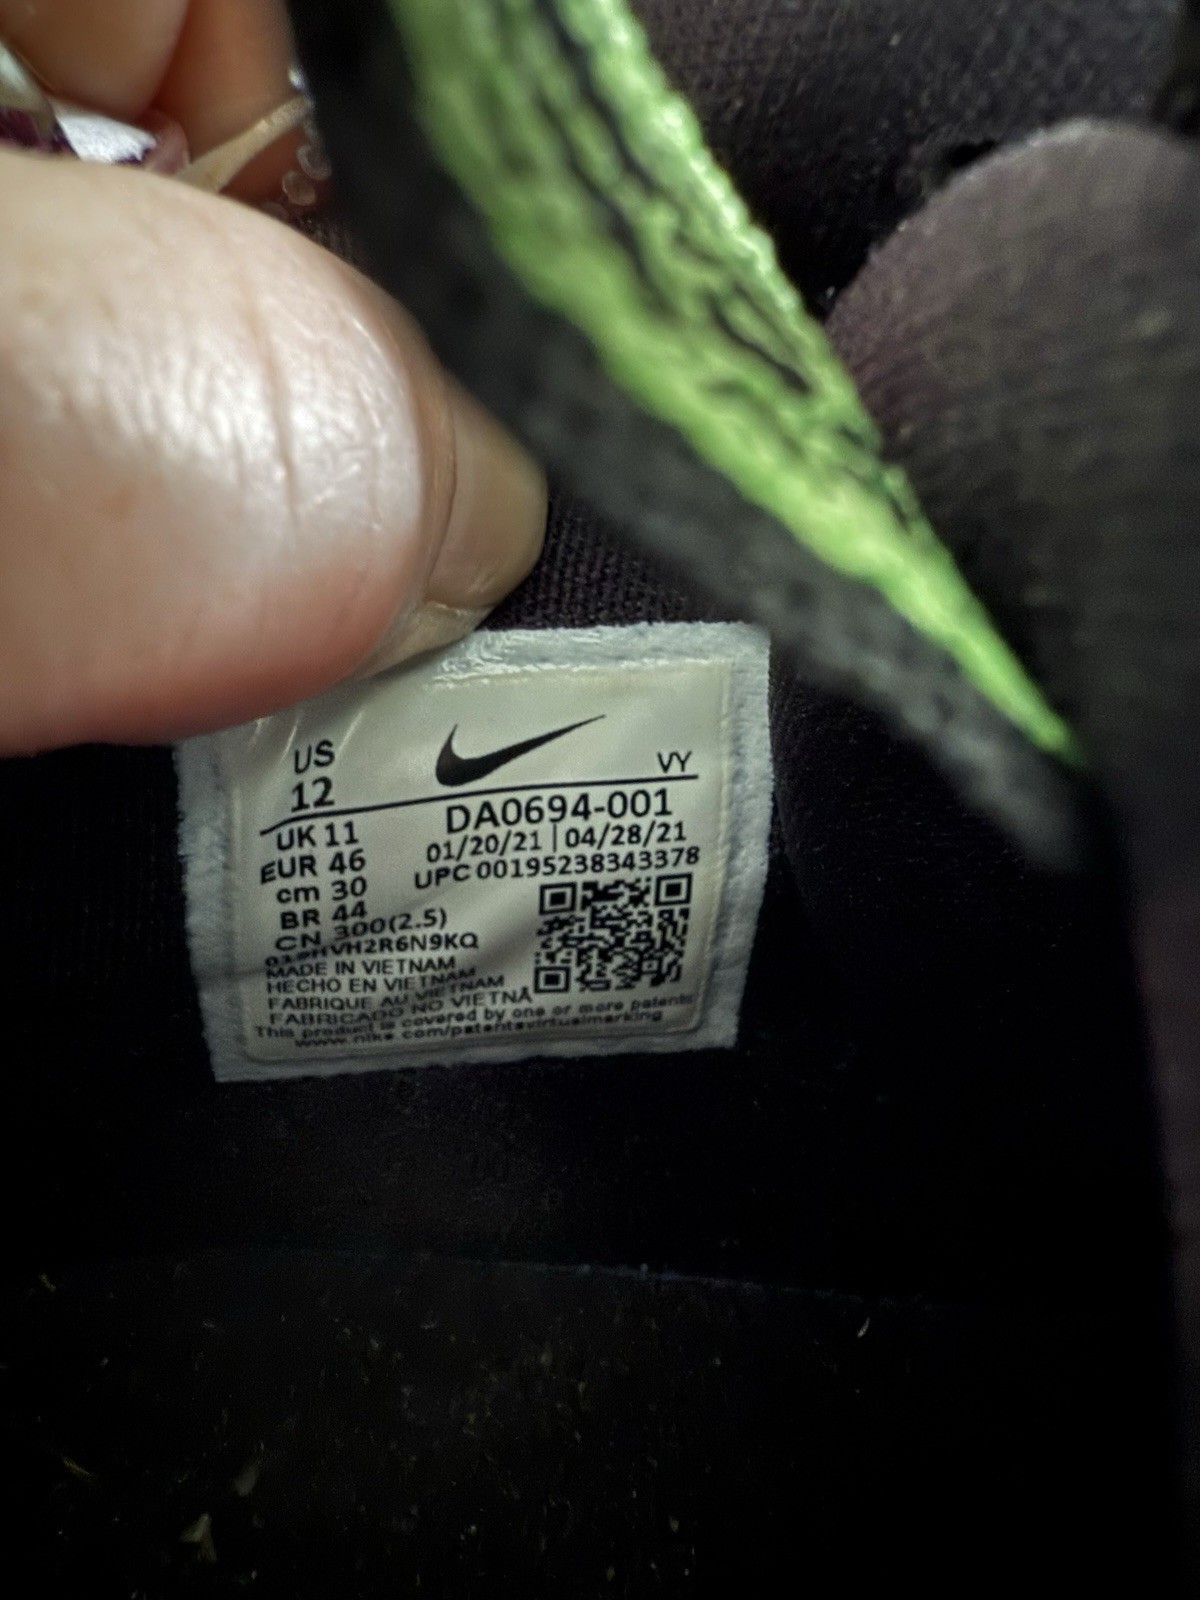 US
12
VY
UK 11
EUR 46
cm 30
BR 44
CN 300(2.5)
DA0694-001
01/20/21 | 04/28/21
UPC 00195238343378
MADE IN VIETNAM
HECHO EN VIETNAM
FABRIQUE AU VIETNAM
FABRICADO NO VIETNA
This product is covered by one or more patents
www.nike.com/patentsvirtualmarking